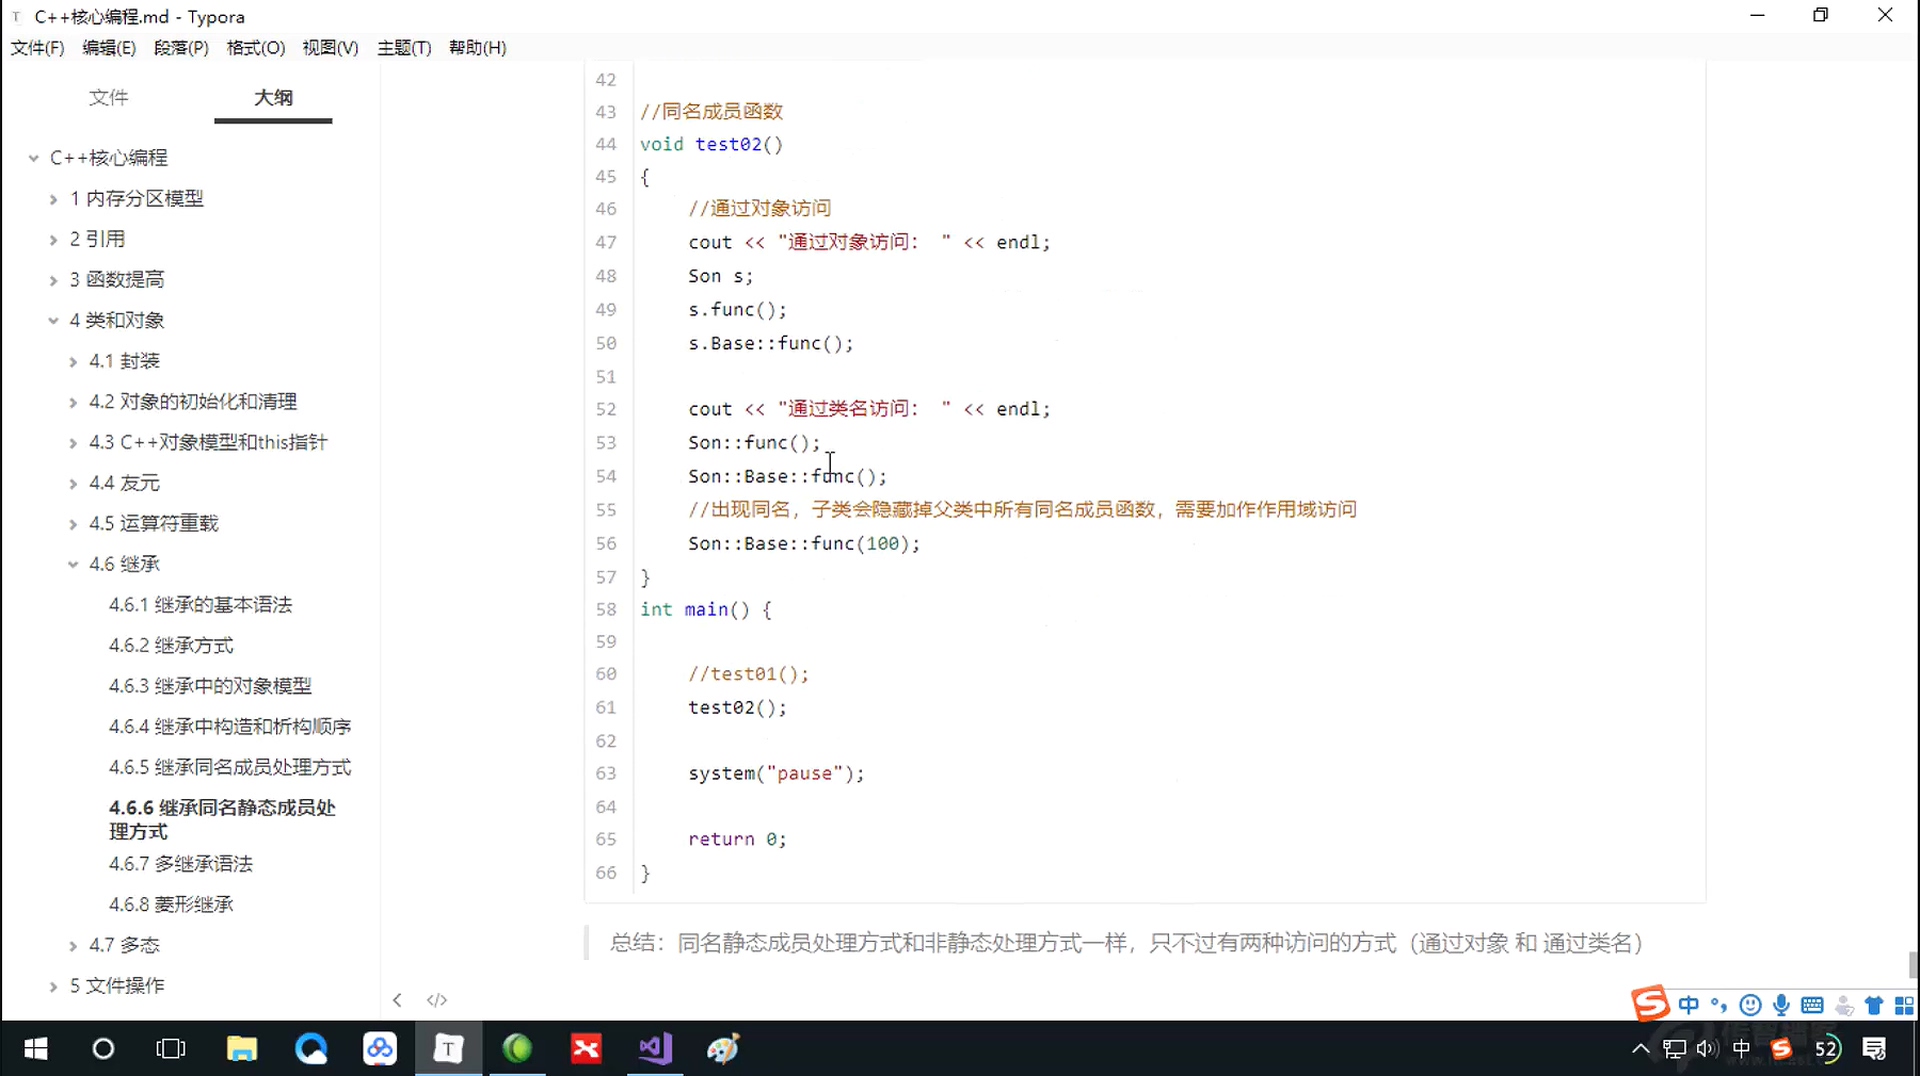 C++核心编程.md - Typora
文件(F) 编辑(E) 段落(P) 格式(O) 视图(V) 主题(T) 帮助(H)
文件 大纲
C++核心编程
1 内存分区模型
2 引用
3 函数提高
4 类和对象
4.1 封装
4.2 对象的初始化和清理
4.3 C++对象模型和this指针
4.4 友元
4.5 运算符重载
4.6 继承
4.6.1 继承的基本语法
4.6.2 继承方式
4.6.3 继承中的对象模型
4.6.4 继承中构造和析构顺序
4.6.5 继承同名成员处理方式
4.6.6 继承同名静态成员处
理方式
4.6.7 多继承语法
4.6.8 菱形继承
4.7 多态
5 文件操作
42
43 //同名成员函数
44 void test02()
45 {
46 //通过对象访问
47 cout << "通过对象访问： " << endl;
48 Son s;
49 s.func();
50 s.Base::func();
51
52 cout << "通过类名访问： " << endl;
53 Son::func();
54 Son::Base::func();
55 //出现同名，子类会隐藏掉父类中所有同名成员函数，需要加作作用域访问
56 Son::Base::func(100);
57 }
58 int main() {
59
60 //test01();
61 test02();
62
63 system("pause");
64
65 return 0;
66 }
总结：同名静态成员处理方式和非静态处理方式一样，只不过有两种访问的方式（通过对象 和 通过类名）
</>
中
T
中 52